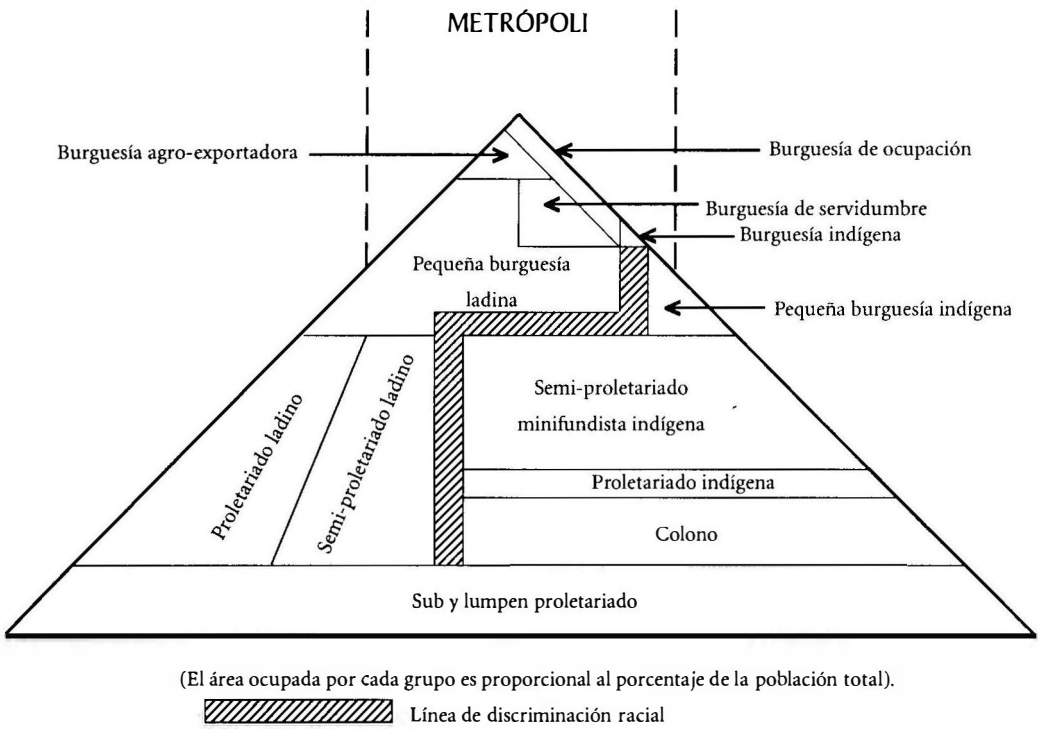 METRÓPOLI
Burguesía agro-exportadora
Burguesía de ocupación
Burguesía de servidumbre
Burguesía indígena
Pequeña burguesía
ladina
Pequeña burguesía indígena
Proletariado ladino
Semi-proletariado ladino
Semi-proletariado
minifundista indígena
Proletariado indígena
Colono
Sub y lumpen proletariado
(El área ocupada por cada grupo es proporcional al porcentaje de la población total).
Línea de discriminación racial